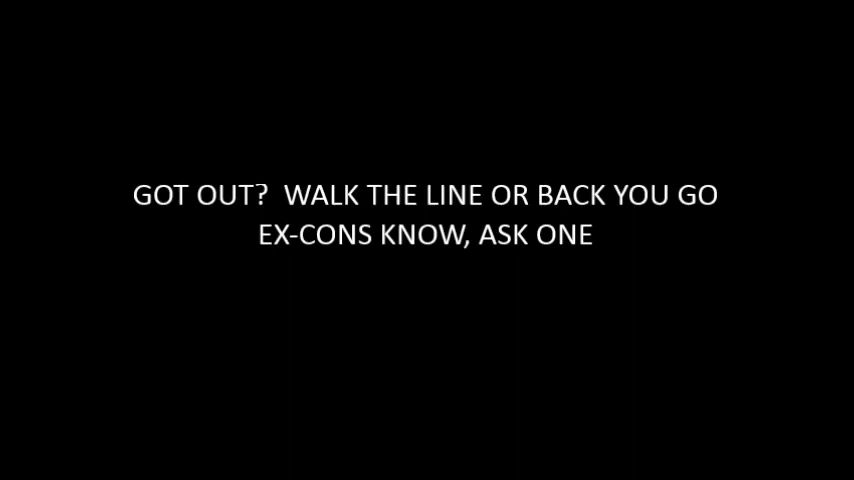 GOT OUT?  WALK THE LINE OR BACK YOU GO
EX-CONS KNOW, ASK ONE